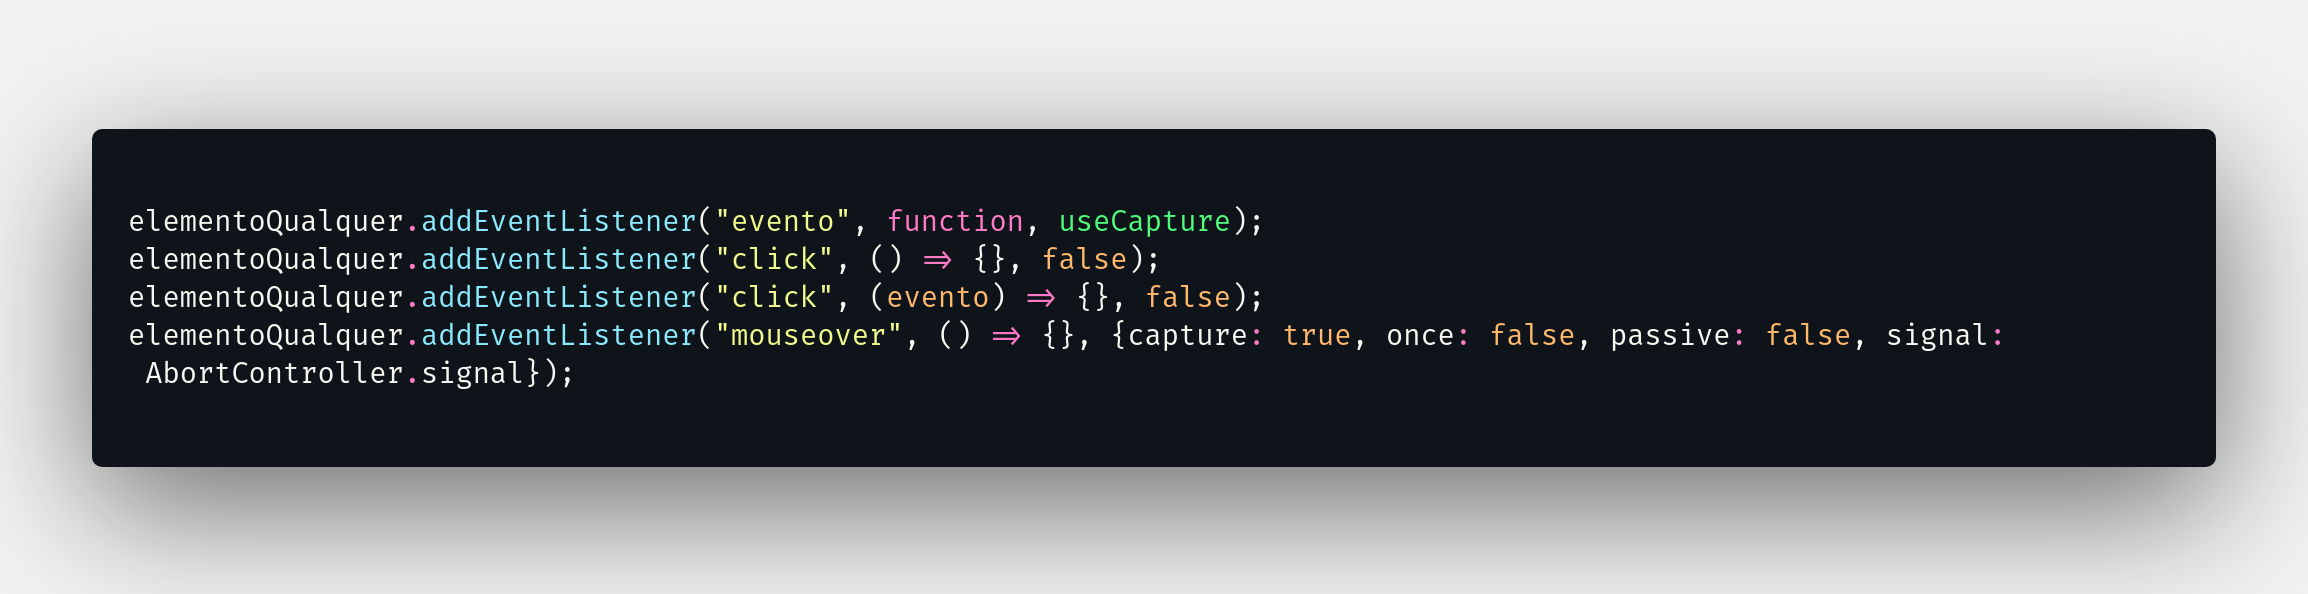 elementoQualquer.addEventListener("evento", function, useCapture);
elementoQualquer.addEventListener("click", () => {}, false);
elementoQualquer.addEventListener("click", (evento) => {}, false);
elementoQualquer.addEventListener("mouseover", () => {}, {capture: true, once: false, passive: false, signal:
AbortController.signal});